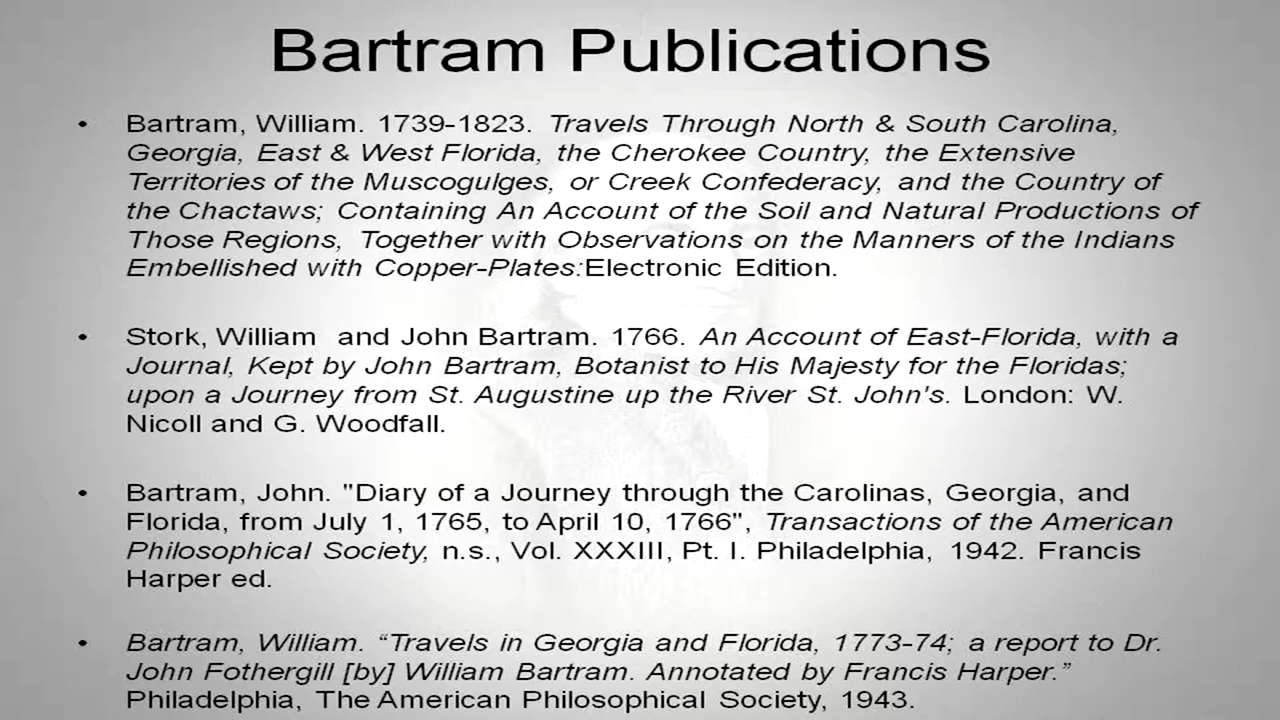 Bartram Publications
• Bartram, William. 1739-1823. Travels Through North & South Carolina,
Georgia, East & West Florida, the Cherokee Country, the Extensive
Territories of the Muscogulges, or Creek Confederacy, and the Country of
the Chactaws; Containing An Account of the Soil and Natural Productions of
Those Regions, Together with Observations on the Manners of the Indians
Embellished with Copper-Plates:Electronic Edition.
• Stork, William and John Bartram. 1766. An Account of East-Florida, with a
Journal, Kept by John Bartram, Botanist to His Majesty for the Floridas;
upon a Journey from St. Augustine up the River St. John's. London: W.
Nicoll and G. Woodfall.
• Bartram, John. "Diary of a Journey through the Carolinas, Georgia, and
Florida, from July 1, 1765, to April 10, 1766", Transactions of the American
Philosophical Society, n.s., Vol. XXXIII, Pt. I. Philadelphia, 1942. Francis
Harper ed.
• Bartram, William. “Travels in Georgia and Florida, 1773-74; a report to Dr.
John Fothergill [by] William Bartram. Annotated by Francis Harper.”
Philadelphia, The American Philosophical Society, 1943.